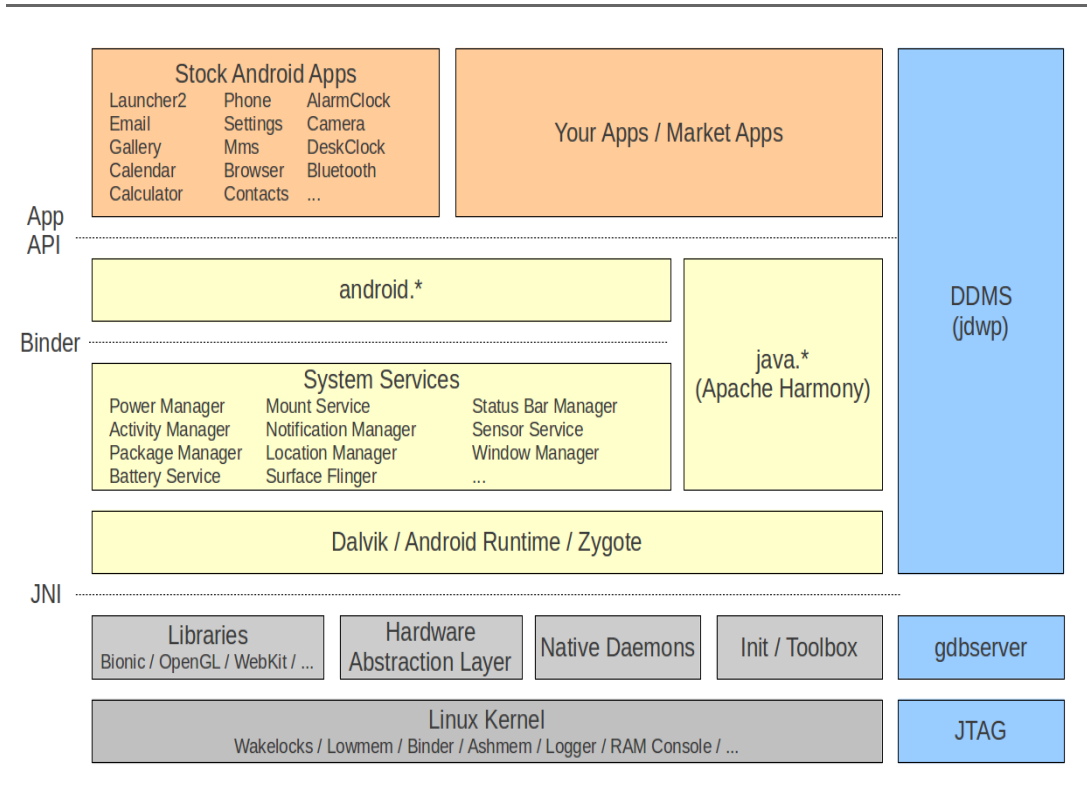 Stock Android Apps
Launcher2 Phone AlarmClock
Email Settings Camera
Gallery Mms DeskClock
Calendar Browser Bluetooth
Calculator Contacts ...
Your Apps / Market Apps
App
API
android.*
Binder
System Services
Power Manager Mount Service Status Bar Manager
Activity Manager Notification Manager Sensor Service
Package Manager Location Manager Window Manager
Battery Service Surface Flinger ...
java.*
(Apache Harmony)
DDMS
(jdwp)
Dalvik / Android Runtime / Zygote
JNI
Libraries
Bionic / OpenGL / WebKit / ...
Hardware
Abstraction Layer
Native Daemons
Init / Toolbox
gdbserver
Linux Kernel
Wakelocks / Lowmem / Binder / Ashmem / Logger / RAM Console / ...
JTAG